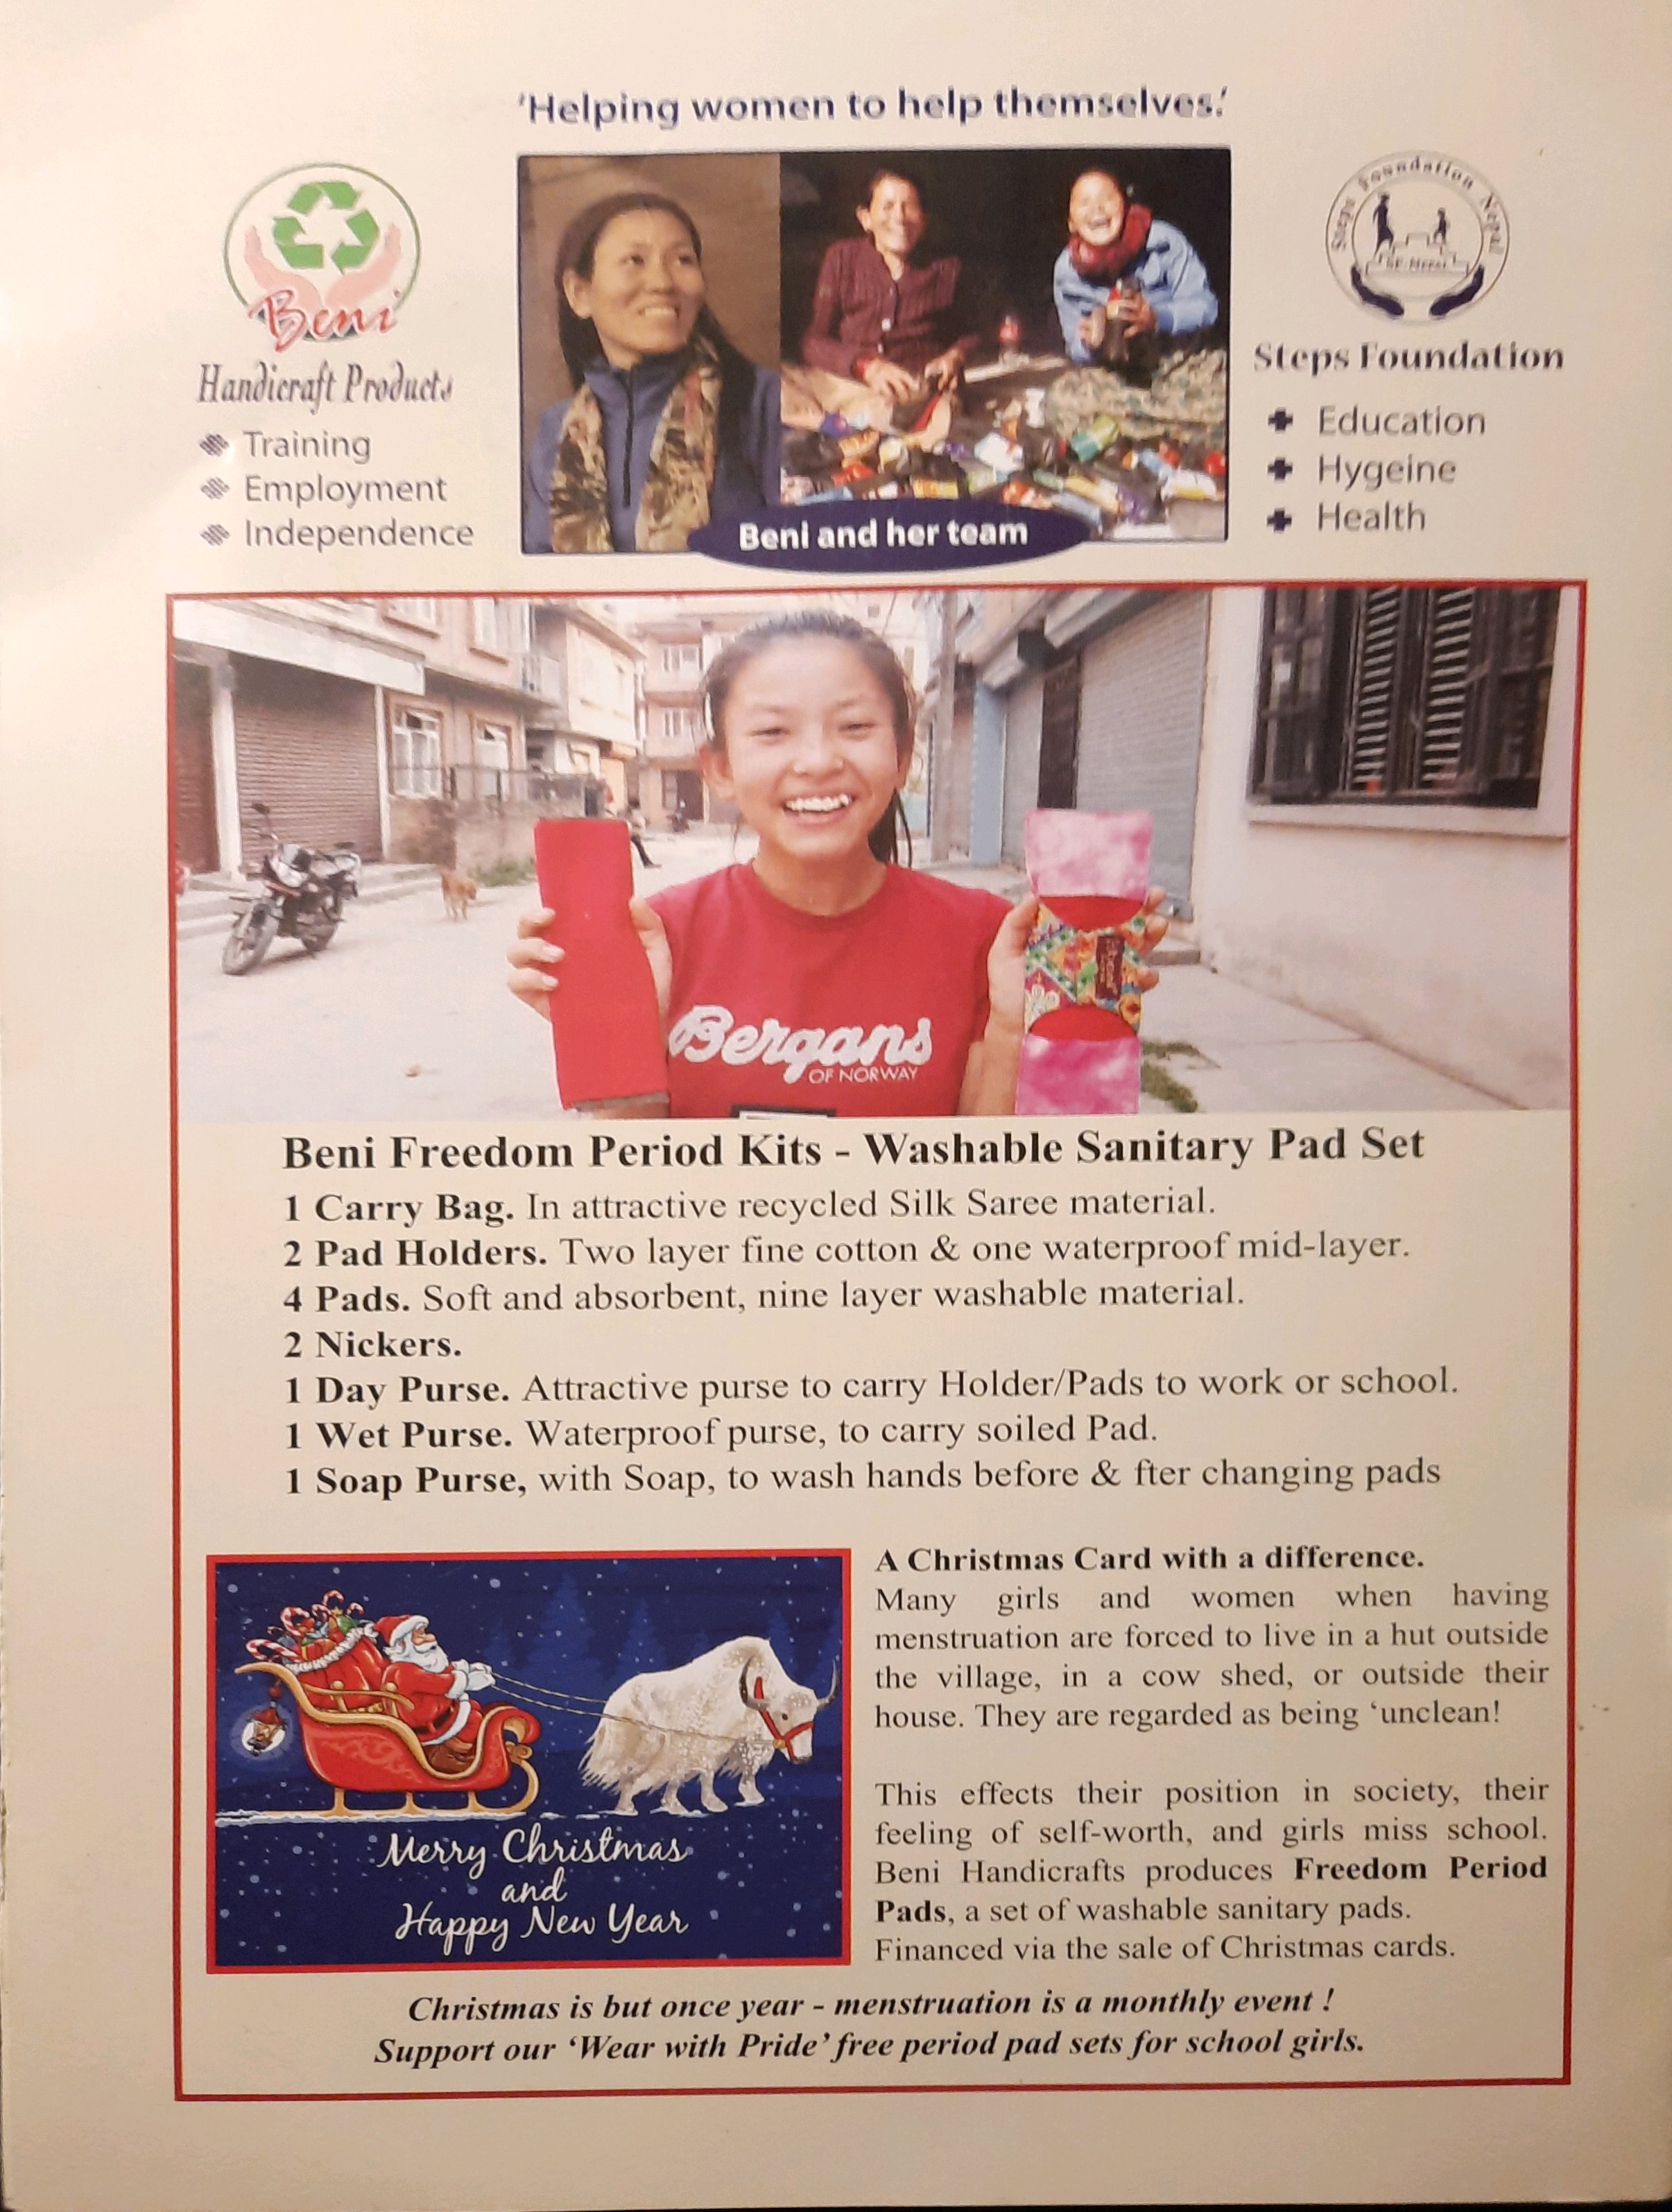 'Helping women to help themselves.'
Beni
Handicraft Products
Training
Employment
Independence
Beni and her team
Steps Foundation Nepal
SF-Nepal
Steps Foundation
Education
Hygeine
Health
Bergans
OF NORWAY
Beni Freedom Period Kits - Washable Sanitary Pad Set
1 Carry Bag. In attractive recycled Silk Saree material.
2 Pad Holders. Two layer fine cotton & one waterproof mid-layer.
4 Pads. Soft and absorbent, nine layer washable material.
2 Nickers.
1 Day Purse. Attractive purse to carry Holder/Pads to work or school.
1 Wet Purse. Waterproof purse, to carry soiled Pad.
1 Soap Purse, with Soap, to wash hands before & fter changing pads
Merry Christmas
and
Happy New Year
A Christmas Card with a difference.
Many girls and women when having
menstruation are forced to live in a hut outside
the village, in a cow shed, or outside their
house. They are regarded as being 'unclean!
This effects their position in society, their
feeling of self-worth, and girls miss school.
Beni Handicrafts produces Freedom Period
Pads, a set of washable sanitary pads.
Financed via the sale of Christmas cards.
Christmas is but once year - menstruation is a monthly event !
Support our 'Wear with Pride' free period pad sets for school girls.